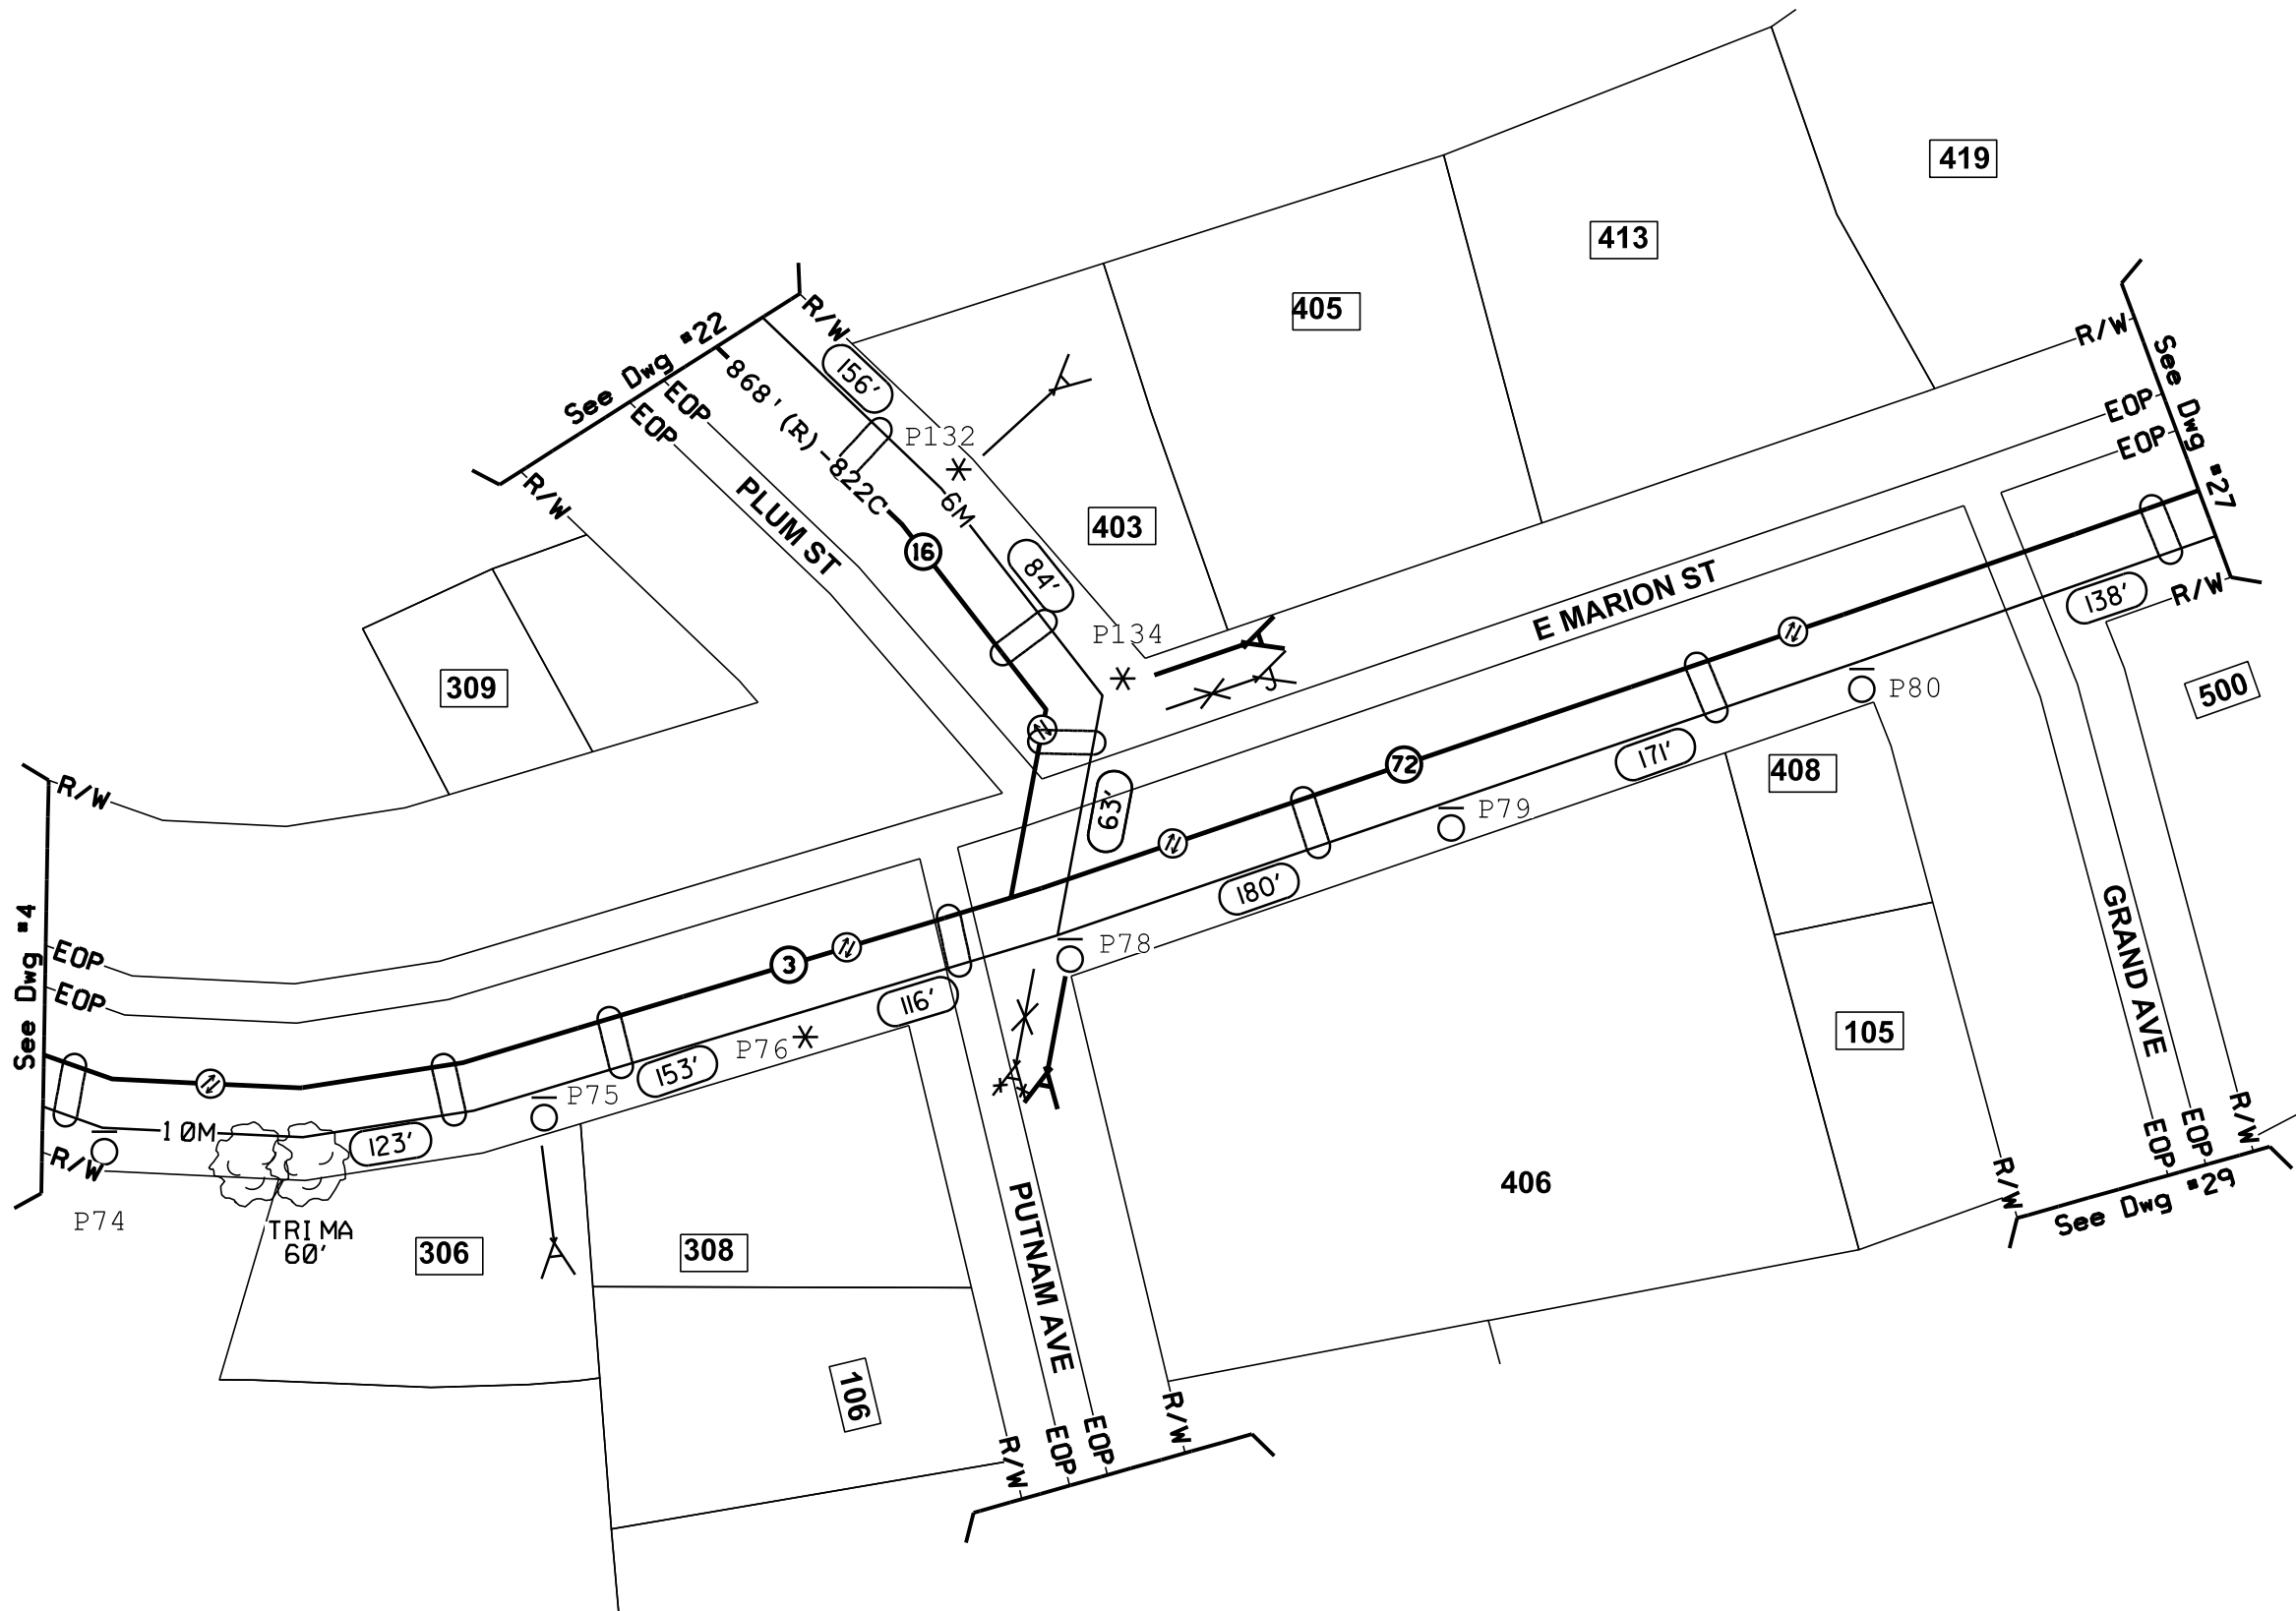 419
413
405
R/W
See Dwg #22
R/W
See Dwg #27
EOP
EOP
156'
868' (R) -822C
P132
EOP
EOP
R/W
PLUM ST
6M
403
16
84'
E MARION ST
138'
R/W
P134
309
72
171'
P80
500
408
R/W
63'
P79
180'
See Dwg #4
EOP
EOP
3
P78
116'
GRAND AVE
P76
105
153'
P75
10M
123'
R/W
P74
TRIMA
60'
306
308
406
PUTNAM AVE
R/W
EOP
EOP
R/W
See Dwg #29
106
R/W
EOP
EOP
R/W